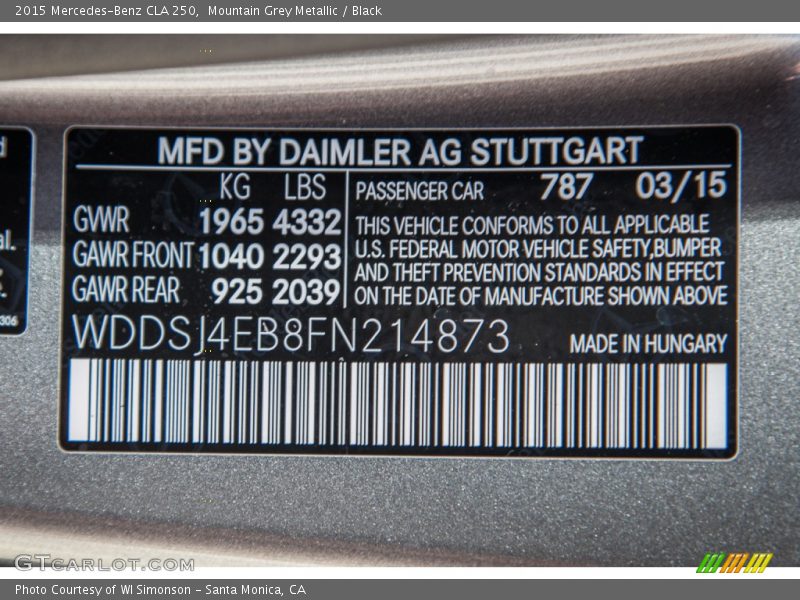 2015 Mercedes-Benz CLA 250,  Mountain Grey Metallic / Black
MFD BY DAIMLER AG STUTTGART
KG LBS
GWWR 1965 4332
GAWR FRONT 1040 2293
GAWR REAR 925 2039
PASSENGER CAR 787 03/15
THIS VEHICLE CONFORMS TO ALL APPLICABLE
U.S. FEDERAL MOTOR VEHICLE SAFETY,BUMPER
AND THEFT PREVENTION STANDARDS IN EFFECT
ON THE DATE OF MANUFACTURE SHOWN ABOVE
WDDSJ4EB8FN214873
MADE IN HUNGARY
306
GTCARLOT.COM
Photo Courtesy of WI Simonson - Santa Monica, CA